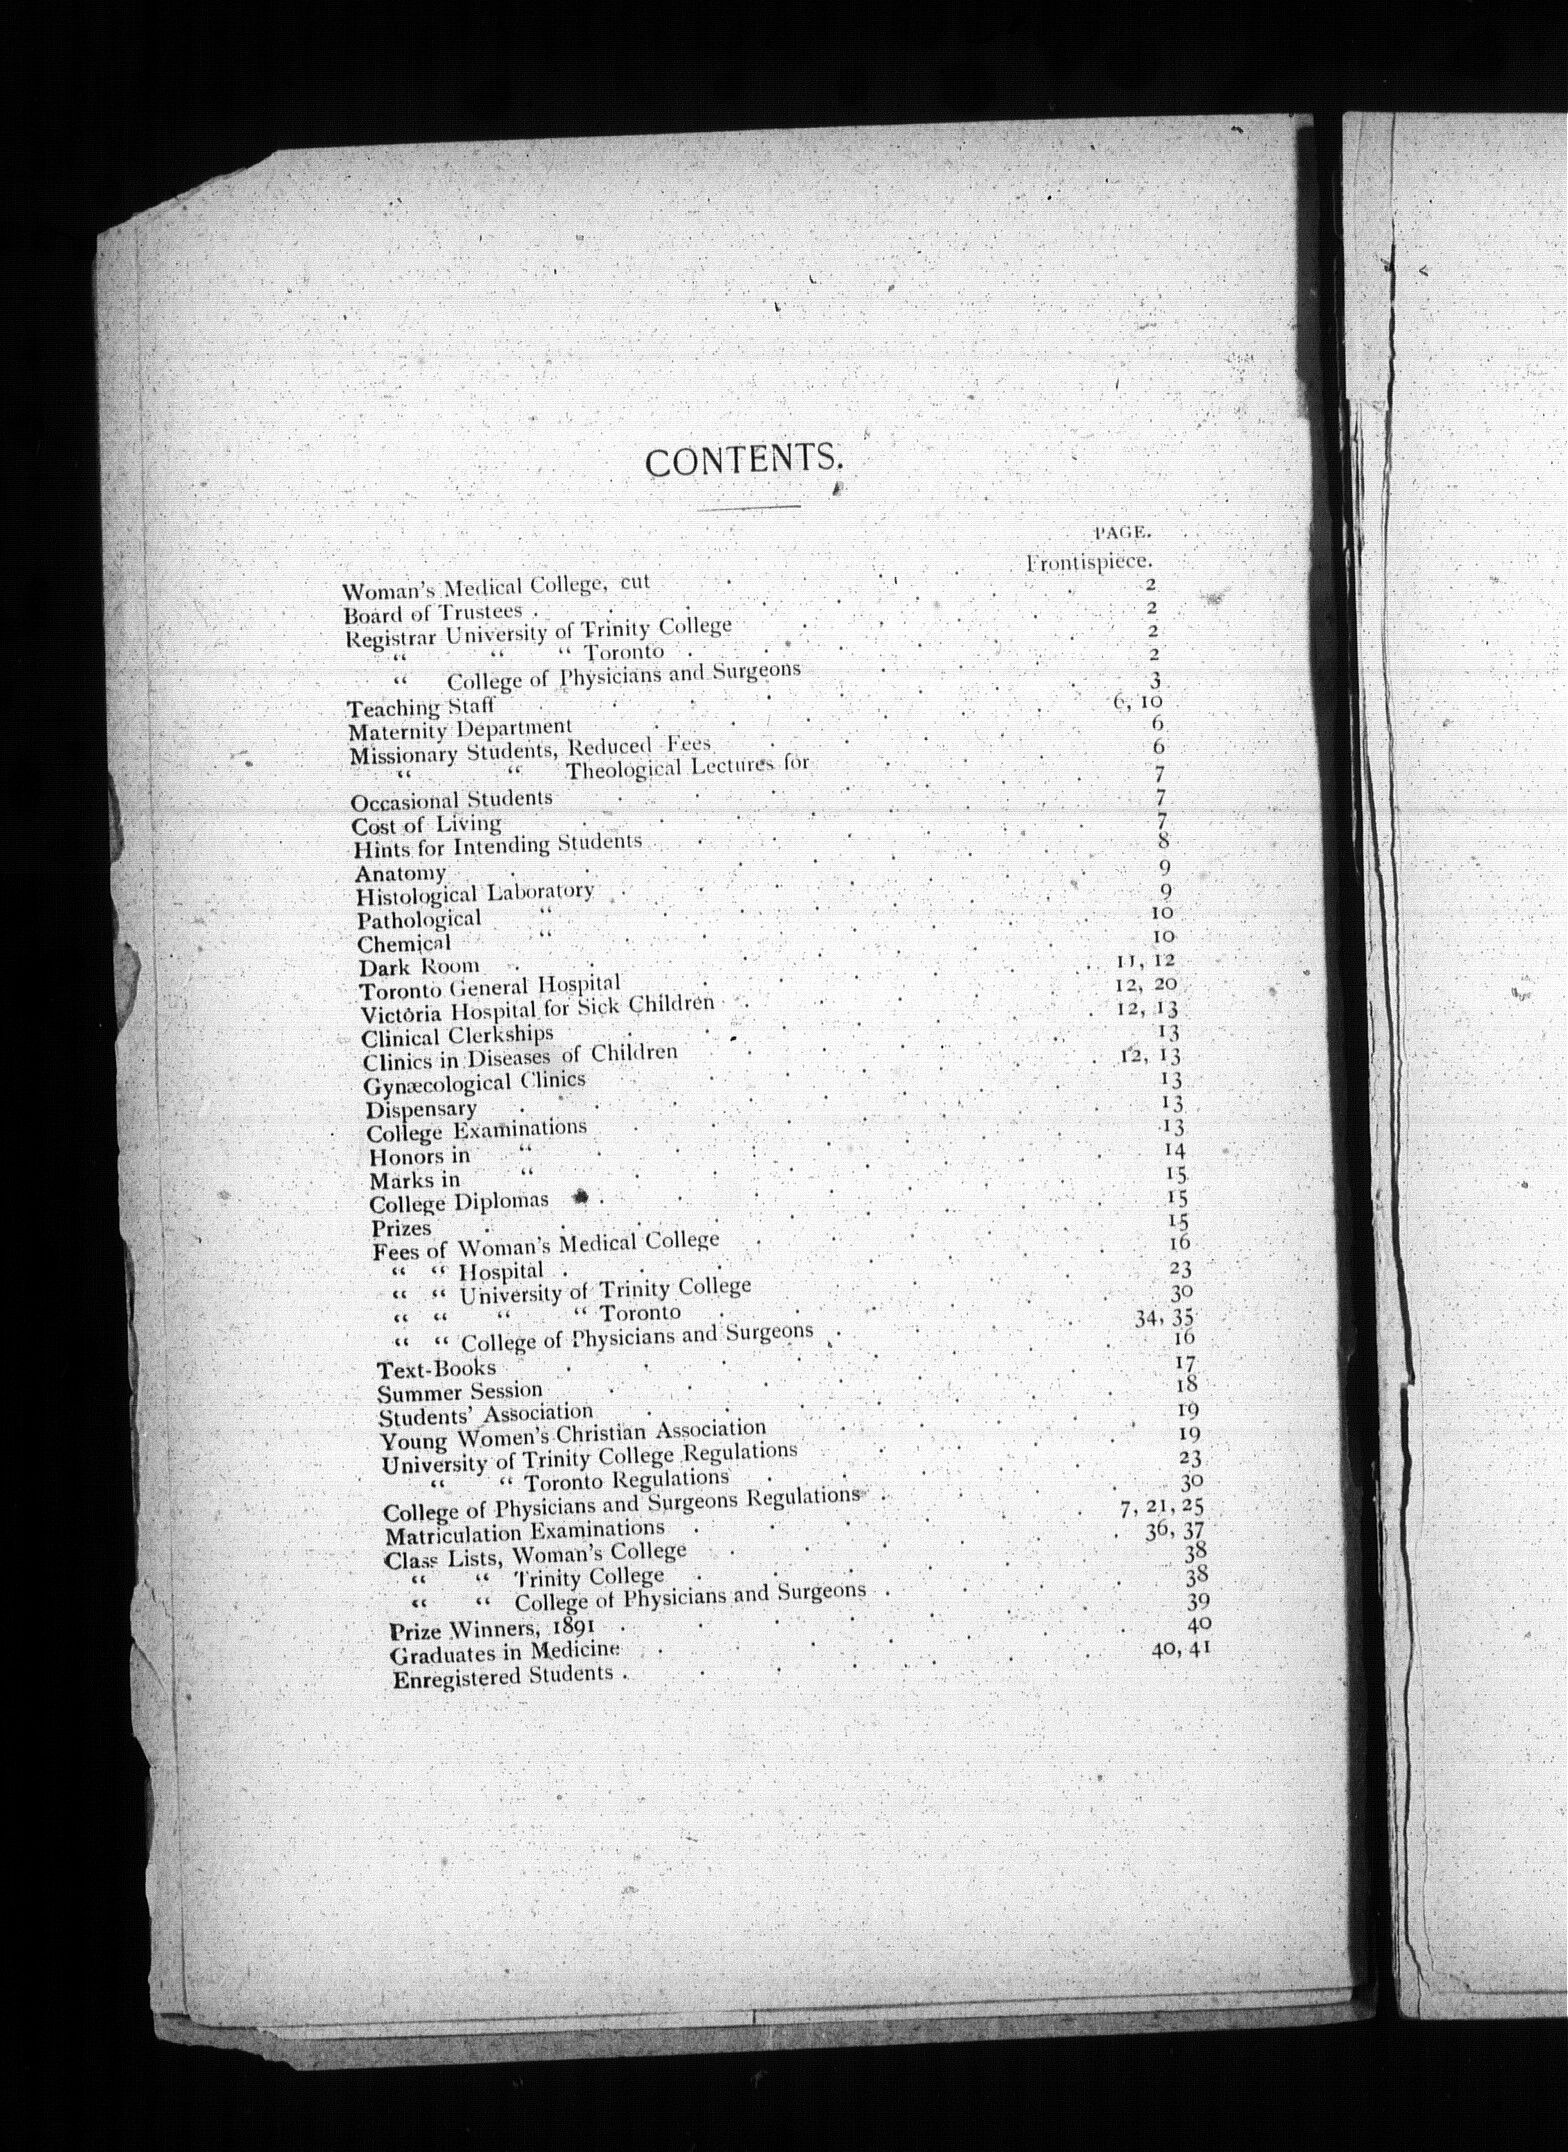 CONTENTS.
PAGE.
Woman's Medical College, cut . . . Frontispiece.
Board of Trustees . . . 2
Registrar University of Trinity College . . . 2
" " " Toronto . . . 2
" College of Physicians and Surgeons . . . 2
Teaching Staff . . . 3
Maternity Department . . . 6, 10
Missionary Students, Reduced Fees . . . 6
" " Theological Lectures for . . . 6
Occasional Students . . . 7
Cost of Living . . . 7
Hints for Intending Students . . . 7
Anatomy . . . 8
Histological Laboratory . . . 9
Pathological " . . . 9
Chemical " . . . 10
Dark Room . . . 10
Toronto General Hospital . . . 11, 12
Victoria Hospital for Sick Children . . . 12, 20
Clinical Clerkships . . . 12, 13
Clinics in Diseases of Children . . . 13
Gynæcological Clinics . . . 12, 13
Dispensary . . . 13
College Examinations . . . 13
Honors in " . . . 13
Marks in " . . . 14
College Diplomas . . . 15
Prizes . . . 15
Fees of Woman's Medical College . . . 15
" " Hospital . . . 16
" " University of Trinity College . . . 23
" " " " Toronto . . . 30
" " College of Physicians and Surgeons . . . 34, 35
Text-Books . . . 16
Summer Session . . . 17
Students' Association . . . 18
Young Women's Christian Association . . . 19
University of Trinity College Regulations . . . 19
" " Toronto Regulations . . . 23
College of Physicians and Surgeons Regulations . . . 30
Matriculation Examinations . . . 7, 21, 25
Class Lists, Woman's College . . . 36, 37
" " Trinity College . . . 38
" " College of Physicians and Surgeons . . . 38
Prize Winners, 1891 . . . 39
Graduates in Medicine . . . 40
Enregistered Students . . . 40, 41